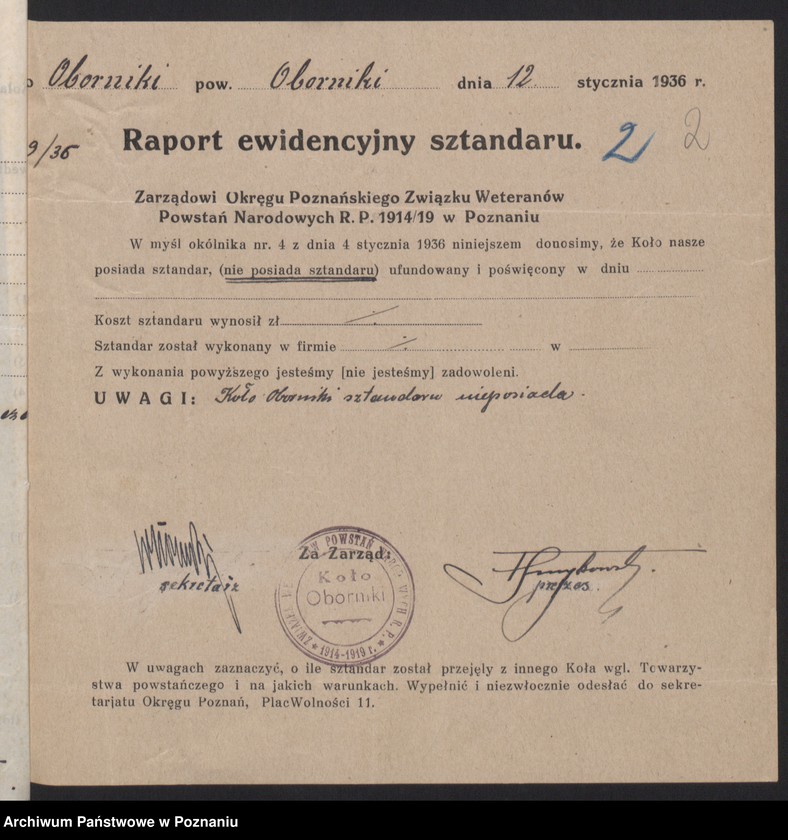 Oborniki pow. Oborniki dnia 12 stycznia 1936 r.
9/36
Raport ewidencyjny sztandaru. 2 2
Zarządowi Okręgu Poznańskiego Związku Weteranów
Powstań Narodowych R. P. 1914/19 w Poznaniu
W myśl okólnika nr. 4 z dnia 4 stycznia 1936 niniejszem donosimy, że Koło nasze
posiada sztandar, (nie posiada sztandaru) ufundowany i poświęcony w dniu
Koszt sztandaru wynosił zł
Sztandar został wykonany w firmie w
Z wykonania powyższego jesteśmy [nie jesteśmy] zadowoleni.
UWAGI: Koło Oborniki sztandaru nieposiada.
Za Zarząd:
Koło
Oborniki
1914-1919 r.
sekretarz
prezes.
W uwagach zaznaczyć, o ile sztandar został przejęly z innego Koła wgl. Towarzy-
stwa powstańczego i na jakich warunkach. Wypełnić i niezwłocznie odesłać do sekre-
tarjatu Okręgu Poznań, PlacWolności 11.
Archiwum Państwowe w Poznaniu